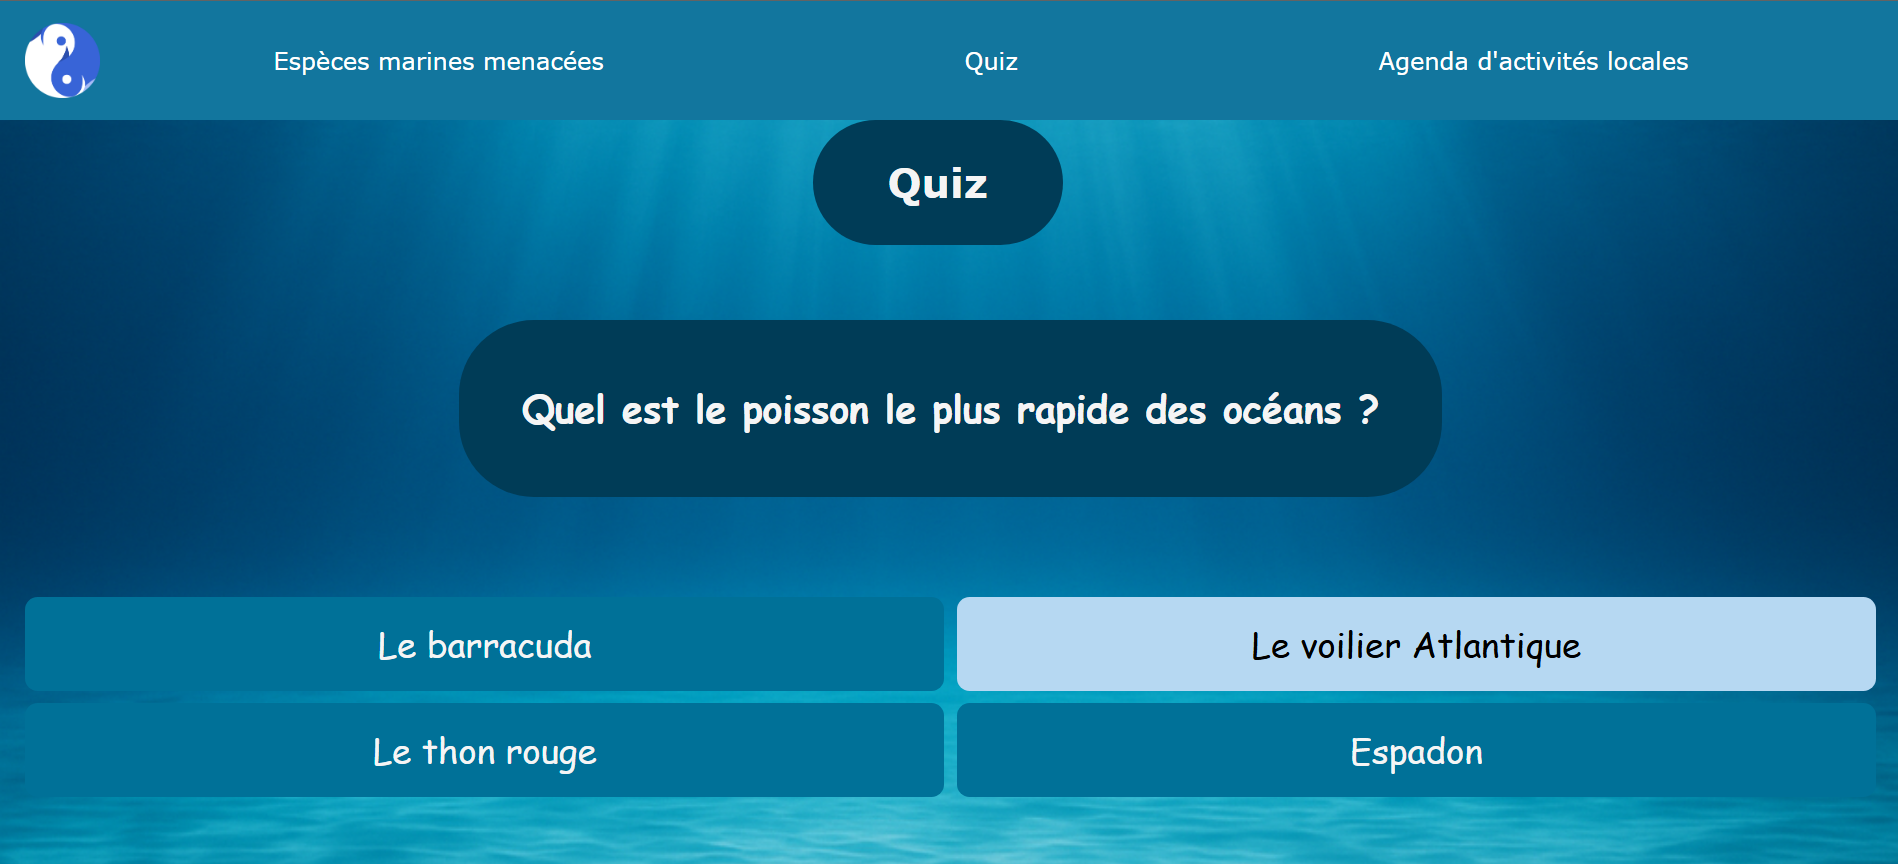 Espèces marines menacées
Quiz
Agenda d'activités locales
Quiz
Quel est le poisson le plus rapide des océans ?
Le barracuda
Le voilier Atlantique
Le thon rouge
Espadon